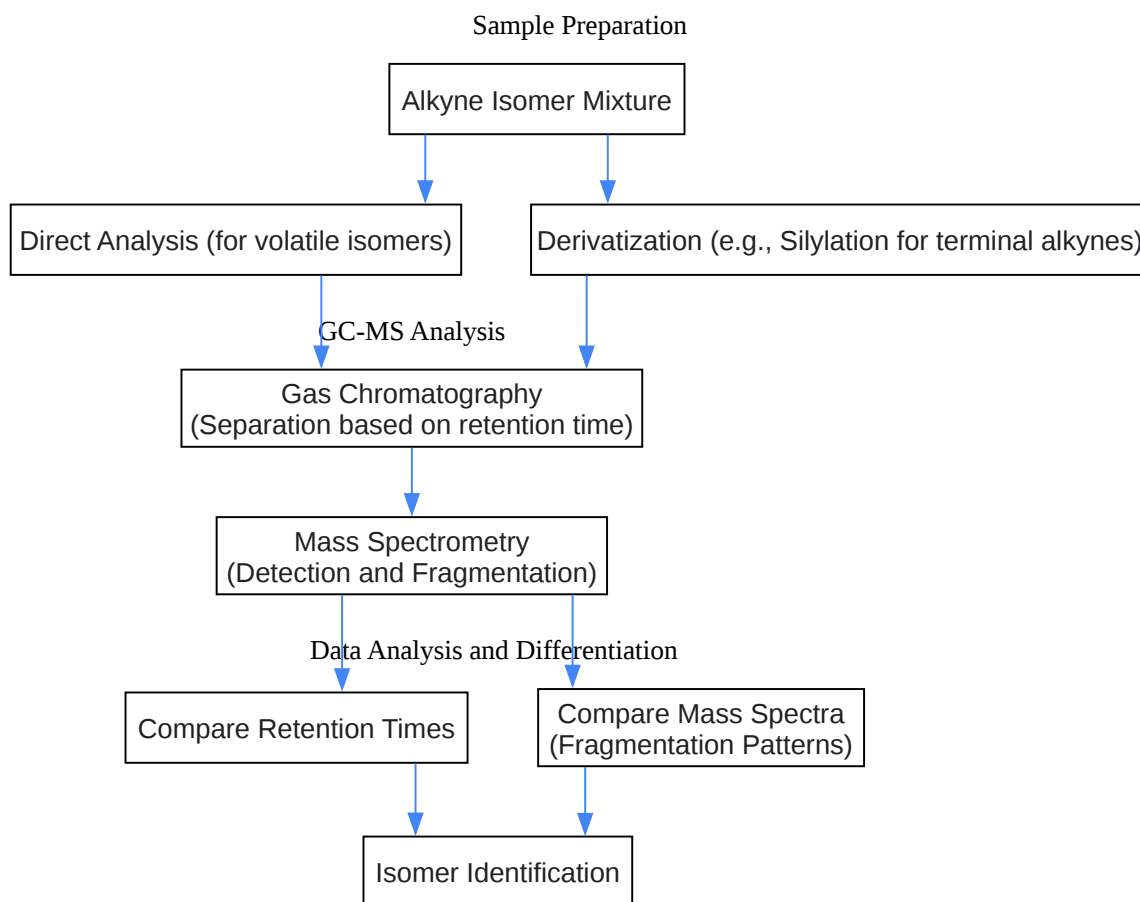 Sample Preparation
Alkyne Isomer Mixture
Direct Analysis (for volatile isomers)
Derivatization (e.g., Silylation for terminal alkynes)
GC-MS Analysis
Gas Chromatography
(Separation based on retention time)
Mass Spectrometry
(Detection and Fragmentation)
Data Analysis and Differentiation
Compare Retention Times
Compare Mass Spectra
(Fragmentation Patterns)
Isomer Identification